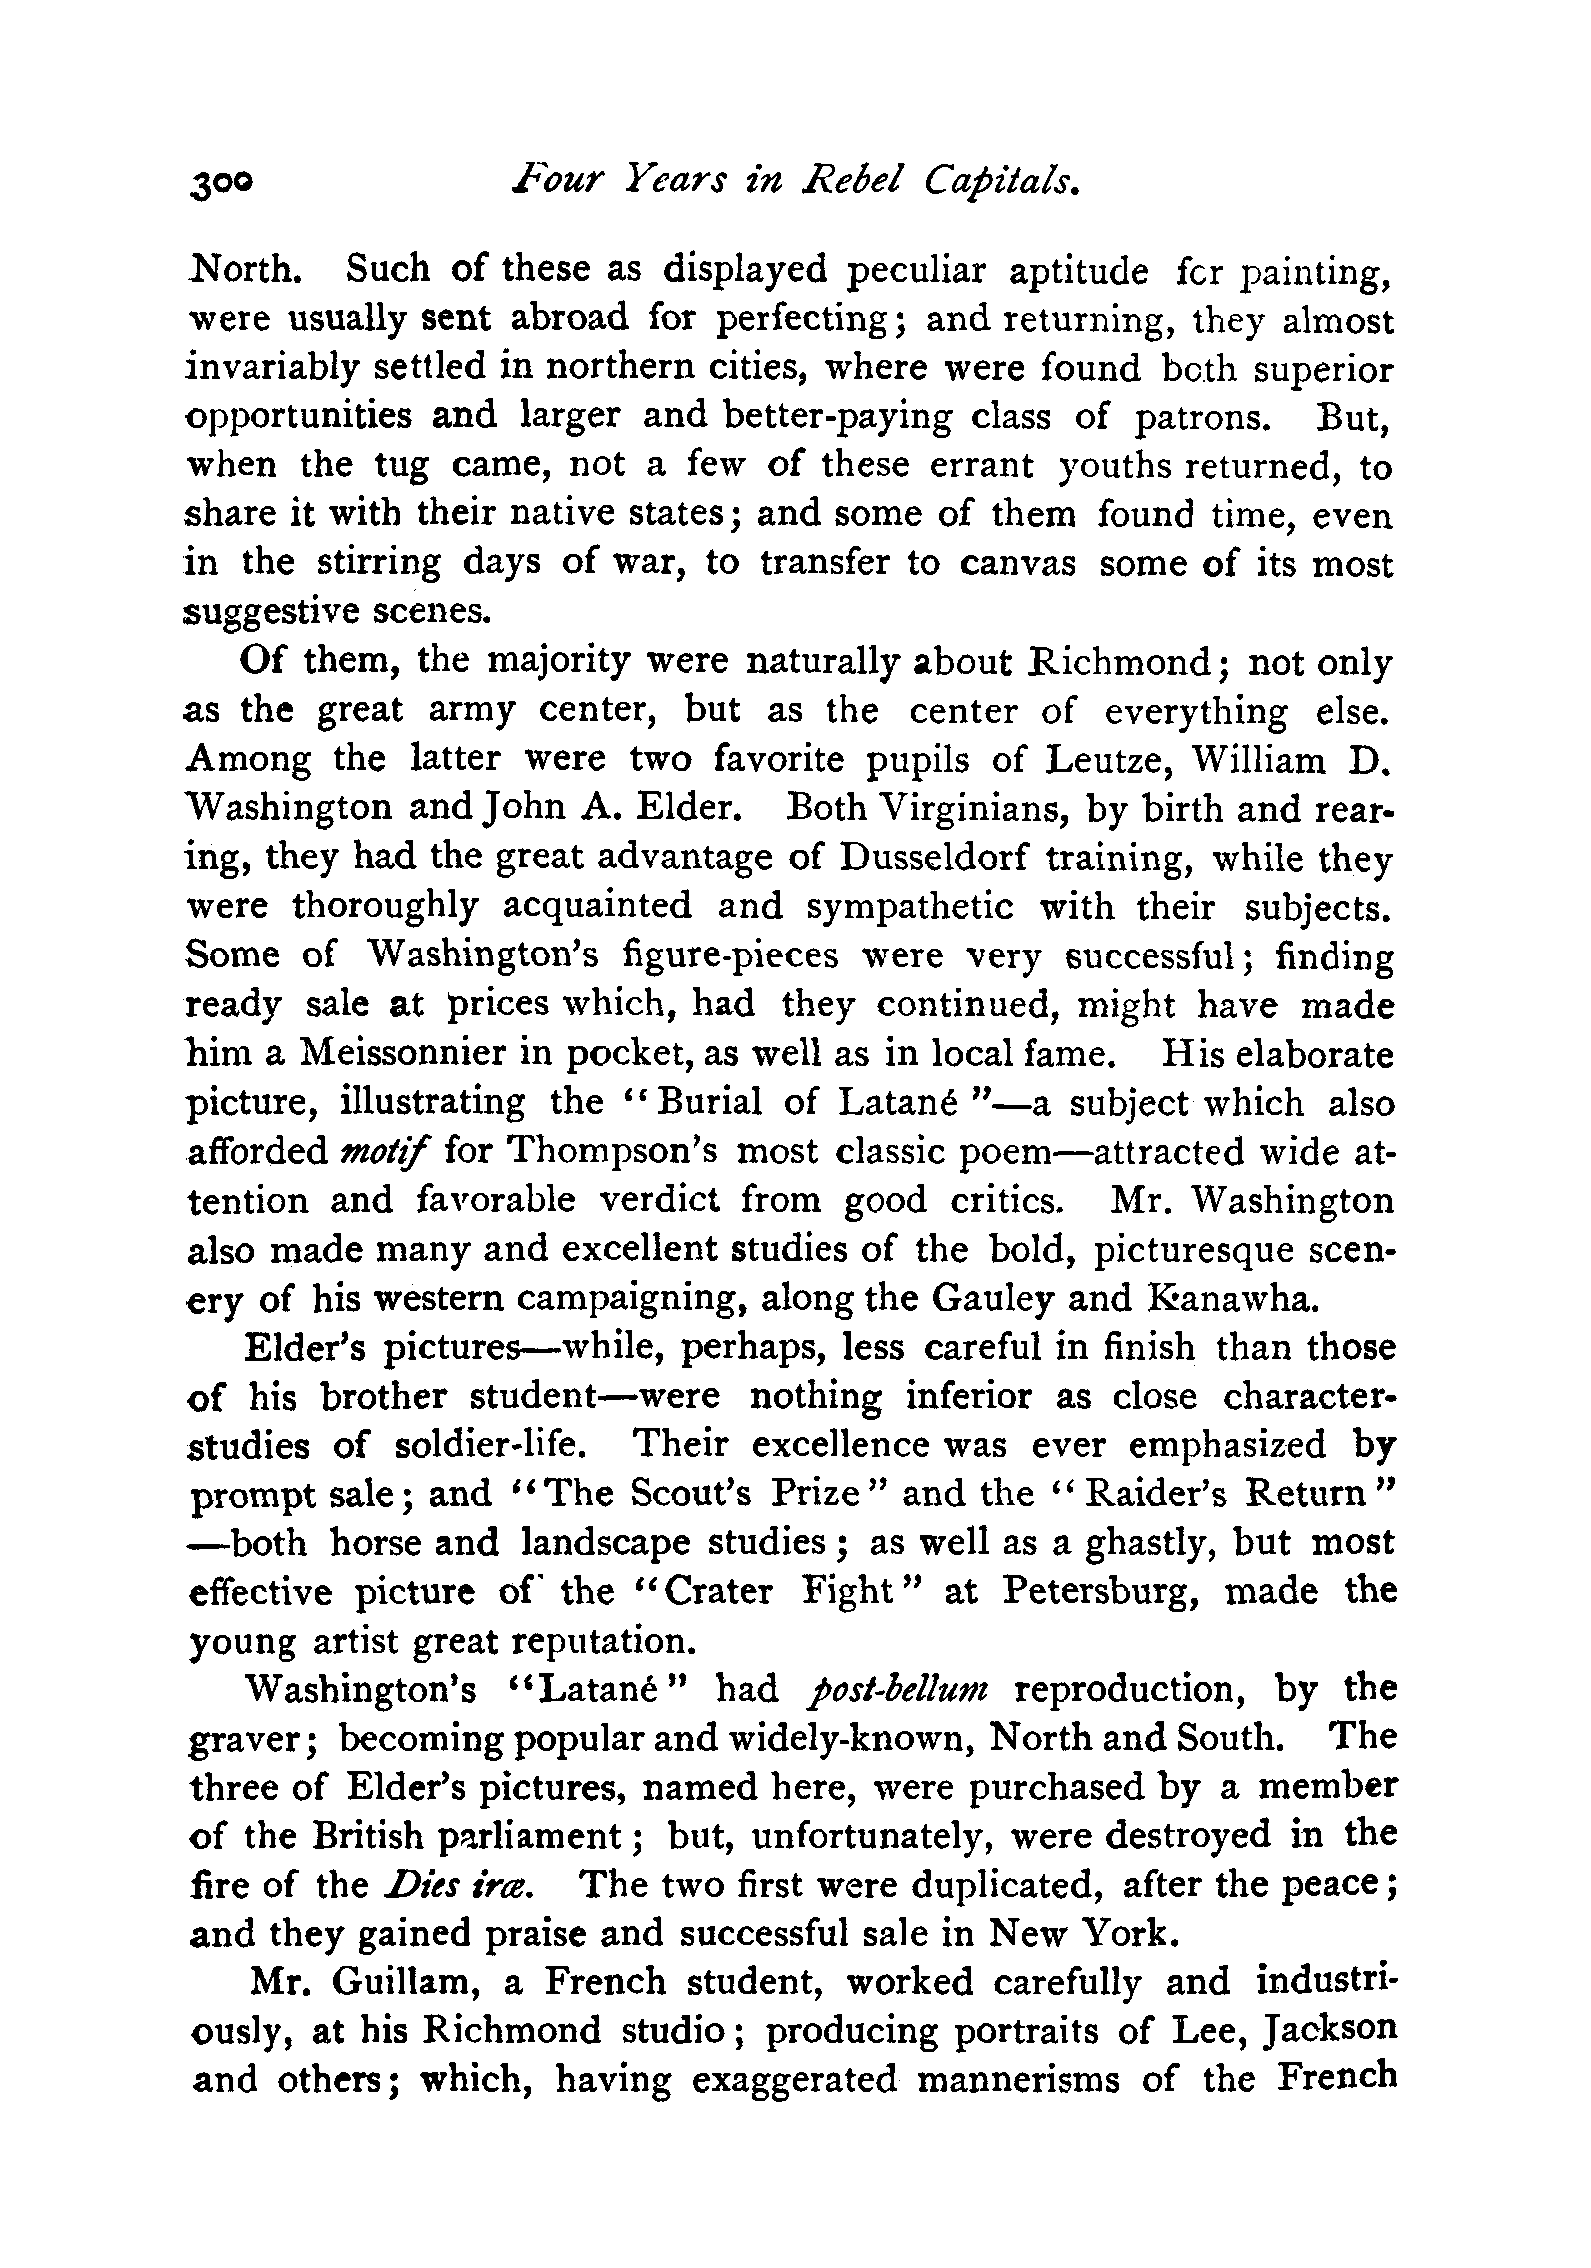 300 Four Years in Rebel Capitals.
North. Such of these as displayed peculiar aptitude fcr painting,
were usually sent abroad for perfecting; and returning, they almost
invariably settled in northern cities, where were found both superior
opportunities and larger and better-paying class of patrons. But,
when the tug came, not a few of these errant youths returned, to
share it with their native states; and some of them found time, even
in the stirring days of war, to transfer to canvas some of its most
suggestive scenes.
Of them, the majority were naturally about Richmond; not only
as the great army center, but as the center of everything else.
Among the latter were two favorite pupils of Leutze, William D.
Washington and John A. Elder. Both Virginians, by birth and rear-
ing, they had the great advantage of Dusseldorf training, while they
were thoroughly acquainted and sympathetic with their subjects.
Some of Washington's figure-pieces were very successful; finding
ready sale at prices which, had they continued, might have made
him a Meissonnier in pocket, as well as in local fame. His elaborate
picture, illustrating the "Burial of Latané"—a subject which also
afforded motif for Thompson's most classic poem—attracted wide at-
tention and favorable verdict from good critics. Mr. Washington
also made many and excellent studies of the bold, picturesque scen-
ery of his western campaigning, along the Gauley and Kanawha.
Elder's pictures—while, perhaps, less careful in finish than those
of his brother student—were nothing inferior as close character-
studies of soldier-life. Their excellence was ever emphasized by
prompt sale; and "The Scout's Prize" and the "Raider's Return"
—both horse and landscape studies; as well as a ghastly, but most
effective picture of the "Crater Fight" at Petersburg, made the
young artist great reputation.
Washington's "Latané" had post-bellum reproduction, by the
graver; becoming popular and widely-known, North and South. The
three of Elder's pictures, named here, were purchased by a member
of the British parliament; but, unfortunately, were destroyed in the
fire of the Dies iræ. The two first were duplicated, after the peace;
and they gained praise and successful sale in New York.
Mr. Guillam, a French student, worked carefully and industri-
ously, at his Richmond studio; producing portraits of Lee, Jackson
and others; which, having exaggerated mannerisms of the French